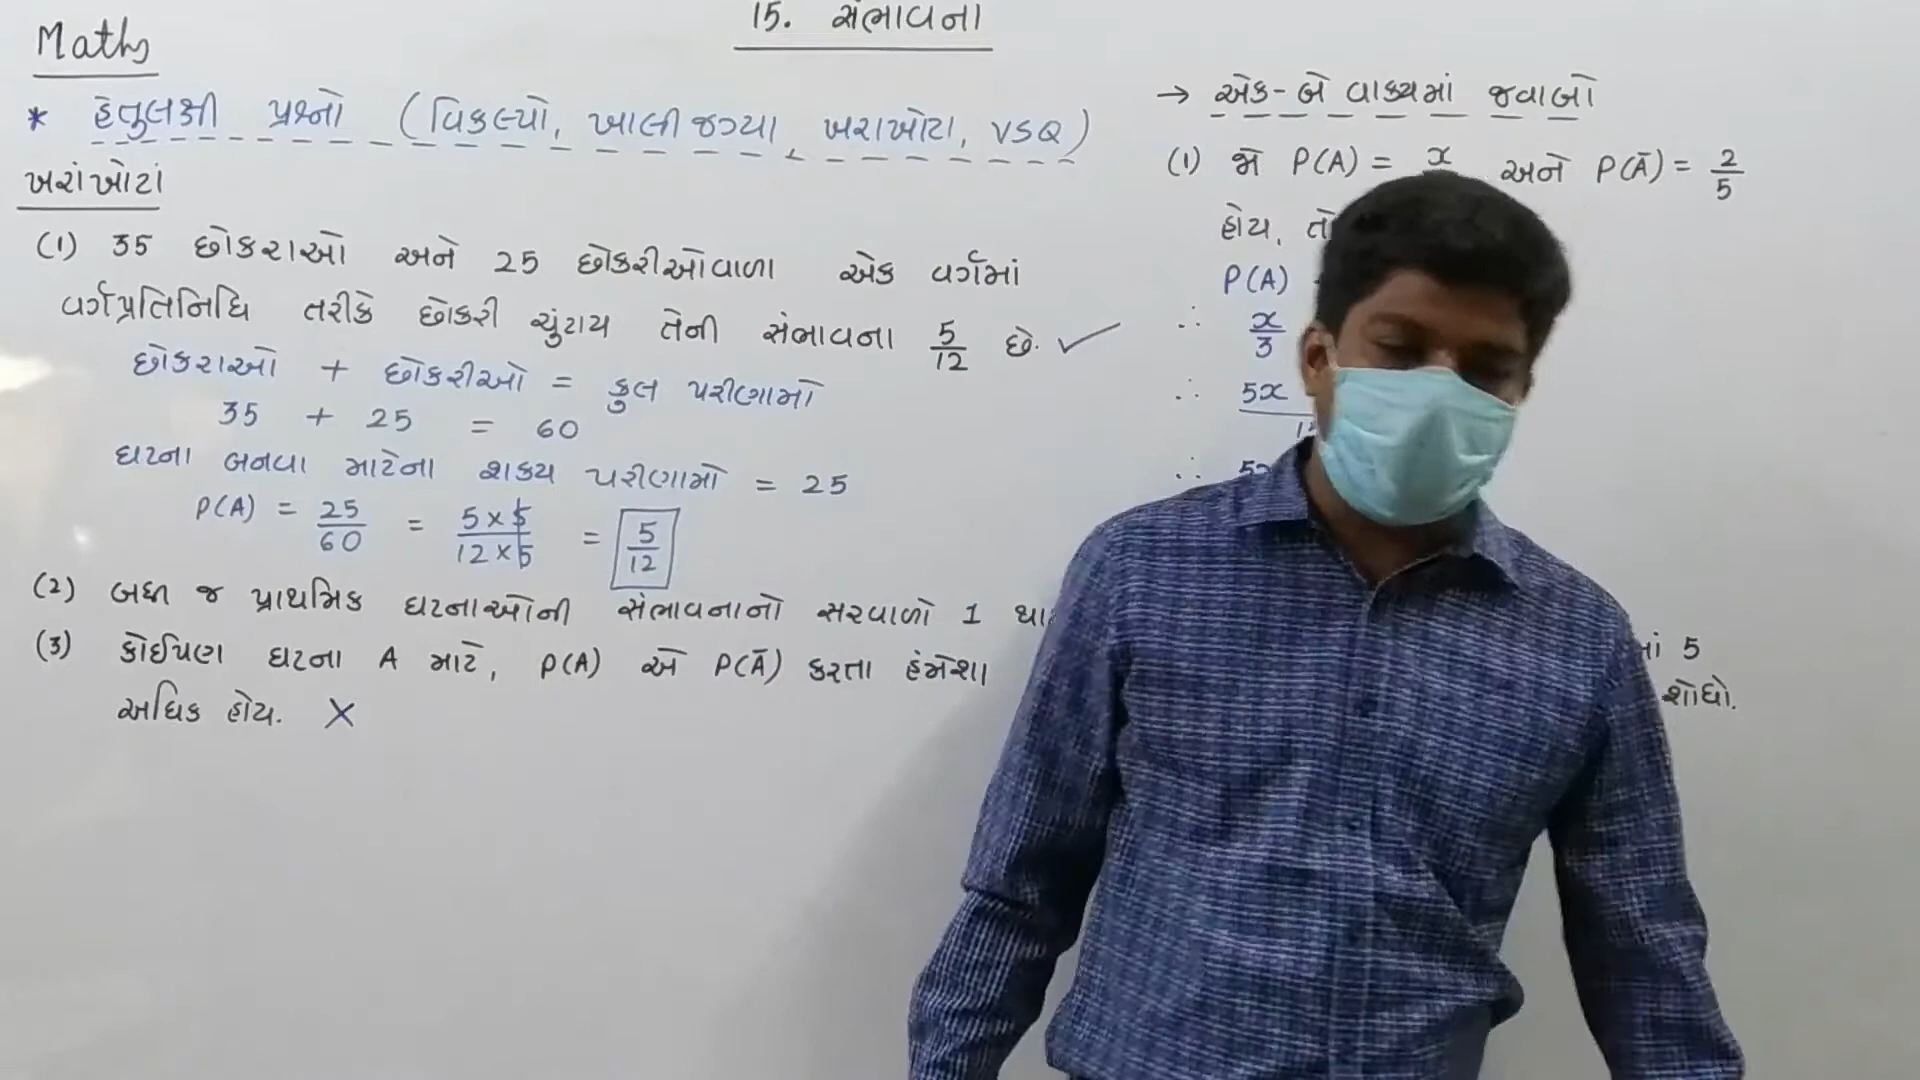 Maths
15. સંભાવના
* હેતુલક્ષી પ્રશ્નો (વિકલ્પો, ખાલી જગ્યા, ખરાખોટા, VSQ)
ખરાંખોટાં
(1) 35 છોકરાઓ અને 25 છોકરીઓવાળા એક વર્ગમાં
વર્ગપ્રતિનિધિ તરીકે છોકરી ચુંટાય તેની સંભાવના 5/12 છે. ✓
છોકરાઓ + છોકરીઓ = કુલ પરીણામો
35 + 25 = 60
ઘટના બનવા માટેના શક્ય પરીણામો = 25
P(A) = 25/60 = 5×5/12×5 = 5/12
(2) બધી જ પ્રાથમિક ઘટનાઓની સંભાવનાનો સરવાળો 1
(3) કોઈપણ ઘટના A માટે, P(A) એ P(Ā) કરતા હંમેશા
અધિક હોય. X
→ એક-બે વાક્યમાં જવાબો
(1) જો P(A) = x અને P(Ā) = 2/5
હોય, તો
P(A)
∴ x/3
∴ 5x
∴
5
શોધો.